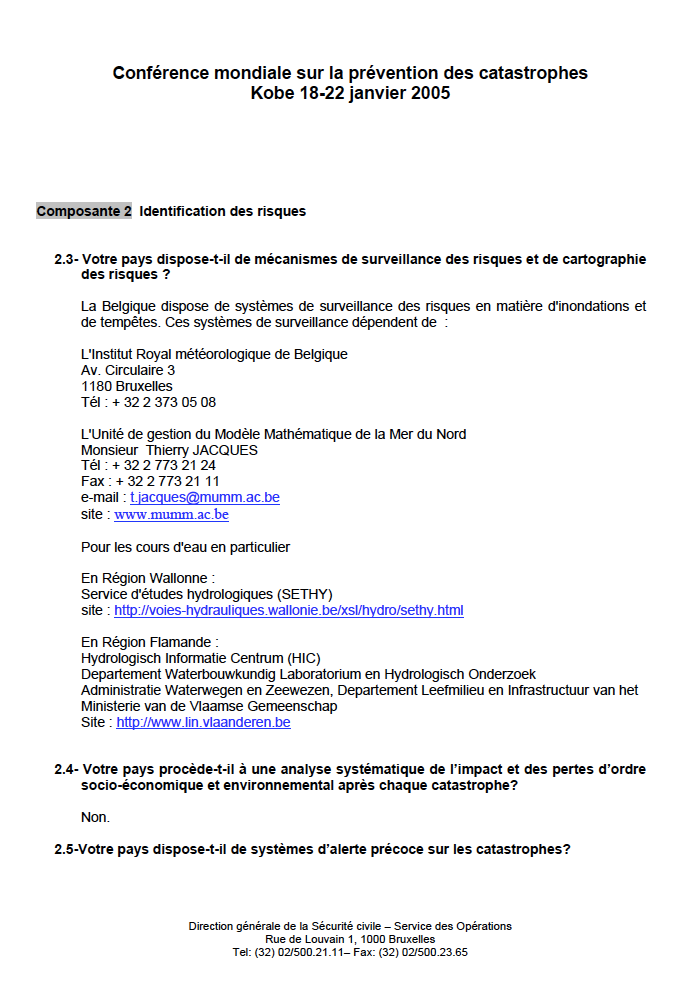 Conférence mondiale sur la prévention des catastrophes
Kobe 18-22 janvier 2005
Composante 2 Identification des risques
2.3- Votre pays dispose-t-il de mécanismes de surveillance des risques et de cartographie
des risques ?
La Belgique dispose de systèmes de surveillance des risques en matière d'inondations et
de tempêtes. Ces systèmes de surveillance dépendent de :
L'Institut Royal météorologique de Belgique
Av. Circulaire 3
1180 Bruxelles
Tél : + 32 2 373 05 08
L'Unité de gestion du Modèle Mathématique de la Mer du Nord
Monsieur Thierry JACQUES
Tél : + 32 2 773 21 24
Fax : + 32 2 773 21 11
e-mail : t.jacques@mumm.ac.be
site : www.mumm.ac.be
Pour les cours d'eau en particulier
En Région Wallonne :
Service d'études hydrologiques (SETHY)
site : http://voies-hydrauliques.wallonie.be/xsl/hydro/sethy.html
En Région Flamande :
Hydrologisch Informatie Centrum (HIC)
Departement Waterbouwkundig Laboratorium en Hydrologisch Onderzoek
Administratie Waterwegen en Zeewezen, Departement Leefmilieu en Infrastructuur van het
Ministerie van de Vlaamse Gemeenschap
Site : http://www.lin.vlaanderen.be
2.4- Votre pays procède-t-il à une analyse systématique de l’impact et des pertes d’ordre
socio-économique et environnemental après chaque catastrophe?
Non.
2.5-Votre pays dispose-t-il de systèmes d’alerte précoce sur les catastrophes?
Direction générale de la Sécurité civile – Service des Opérations
Rue de Louvain 1, 1000 Bruxelles
Tel: (32) 02/500.21.11– Fax: (32) 02/500.23.65